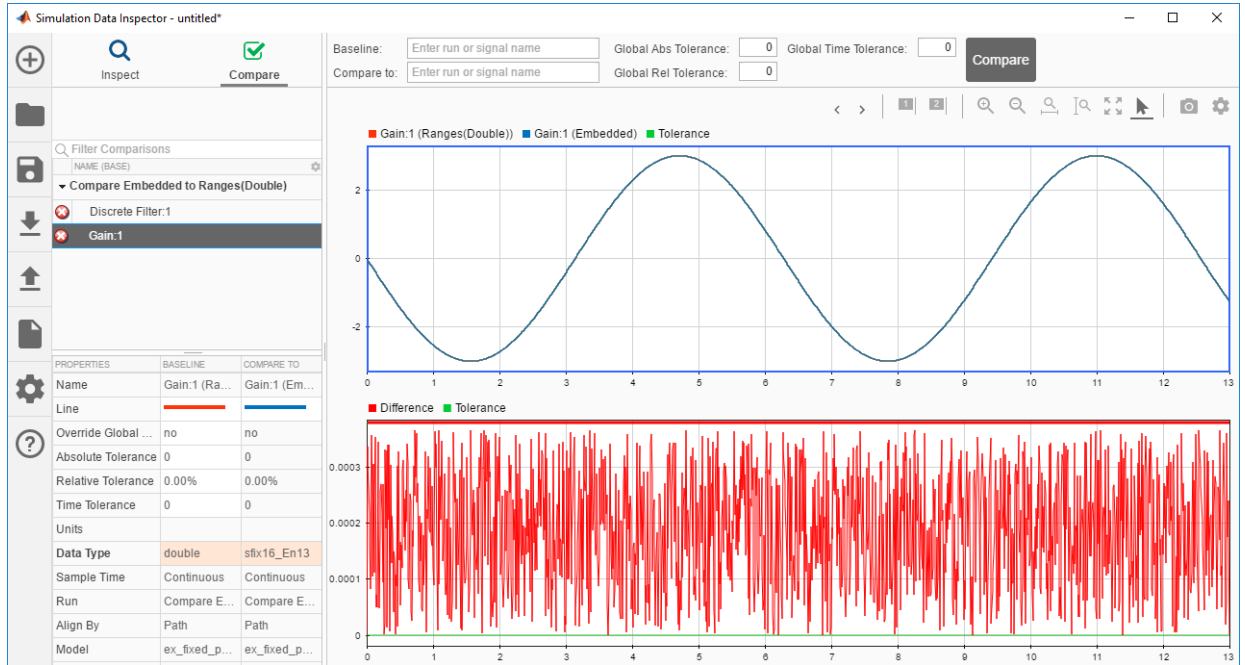 Simulation Data Inspector - untitled*
Inspect
Compare
Baseline: Enter run or signal name Global Abs Tolerance: 0 Global Time Tolerance: 0
Compare to: Enter run or signal name Global Rel Tolerance: 0
Compare
1 2
Filter Comparisons
NAME (BASE)
Compare Embedded to Ranges(Double)
Discrete Filter:1
Gain:1
PROPERTIES BASELINE COMPARE TO
Name Gain:1 (Ra... Gain:1 (Em...
Line
Override Global ... no no
Absolute Tolerance 0 0
Relative Tolerance 0.00% 0.00%
Time Tolerance 0 0
Units
Data Type double sfix16_En13
Sample Time Continuous Continuous
Run Compare E... Compare E...
Align By Path Path
Model ex_fixed_p... ex_fixed_p...
Gain:1 (Ranges(Double)) Gain:1 (Embedded) Tolerance
2
0
-2
0 1 2 3 4 5 6 7 8 9 10 11 12 13
Difference Tolerance
0.0003
0.0002
0.0001
0
0 1 2 3 4 5 6 7 8 9 10 11 12 13